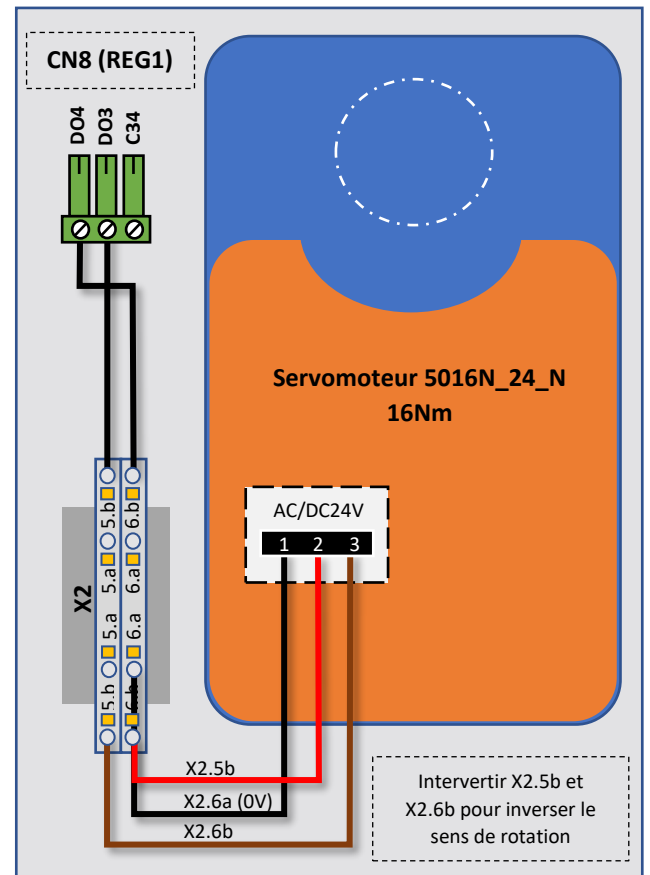 CN8 (REG1)
DO4
DO3
C34
Servomoteur 5016N_24_N
16Nm
AC/DC24V
1 2 3
X2
5.b
6.b
5.a
6.a
5.a
6.a
5.b
6.b
X2.5b
X2.6a (0V)
X2.6b
Intervertir X2.5b et
X2.6b pour inverser le
sens de rotation